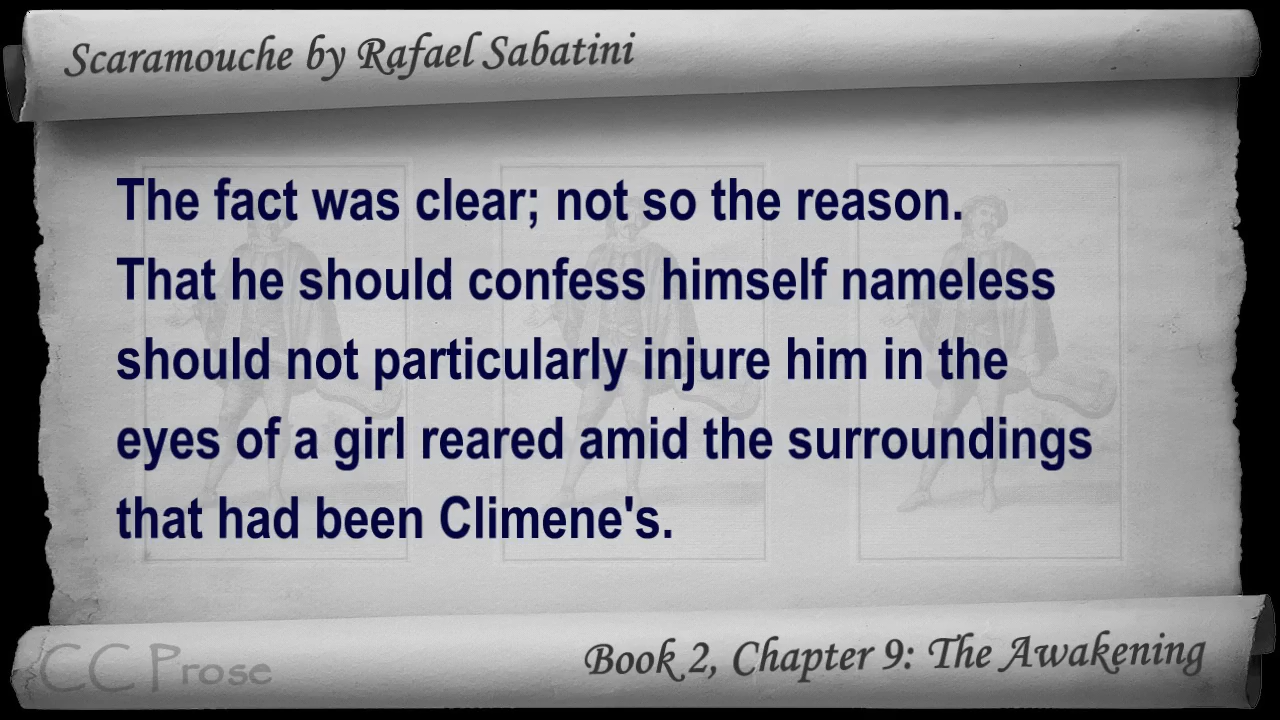 Scaramouche by Rafael Sabatini
The fact was clear; not so the reason.
That he should confess himself nameless
should not particularly injure him in the
eyes of a girl reared amid the surroundings
that had been Climene's.
CC Prose
Book 2, Chapter 9: The Awakening